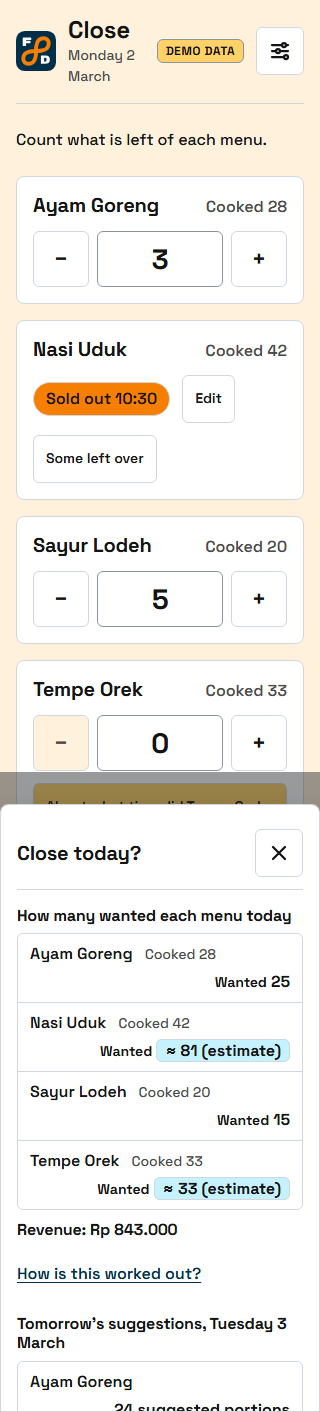 F D
Close
Monday 2
March
DEMO DATA
Count what is left of each menu.
Ayam Goreng Cooked 28
− 3 +
Nasi Uduk Cooked 42
Sold out 10:30 Edit
Some left over
Sayur Lodeh Cooked 20
− 5 +
Tempe Orek Cooked 33
− 0 +
Close today?
How many wanted each menu today
Ayam Goreng Cooked 28
Wanted 25
Nasi Uduk Cooked 42
Wanted ≈ 81 (estimate)
Sayur Lodeh Cooked 20
Wanted 15
Tempe Orek Cooked 33
Wanted ≈ 33 (estimate)
Revenue: Rp 843.000
How is this worked out?
Tomorrow's suggestions, Tuesday 3
March
Ayam Goreng
24 suggested portions